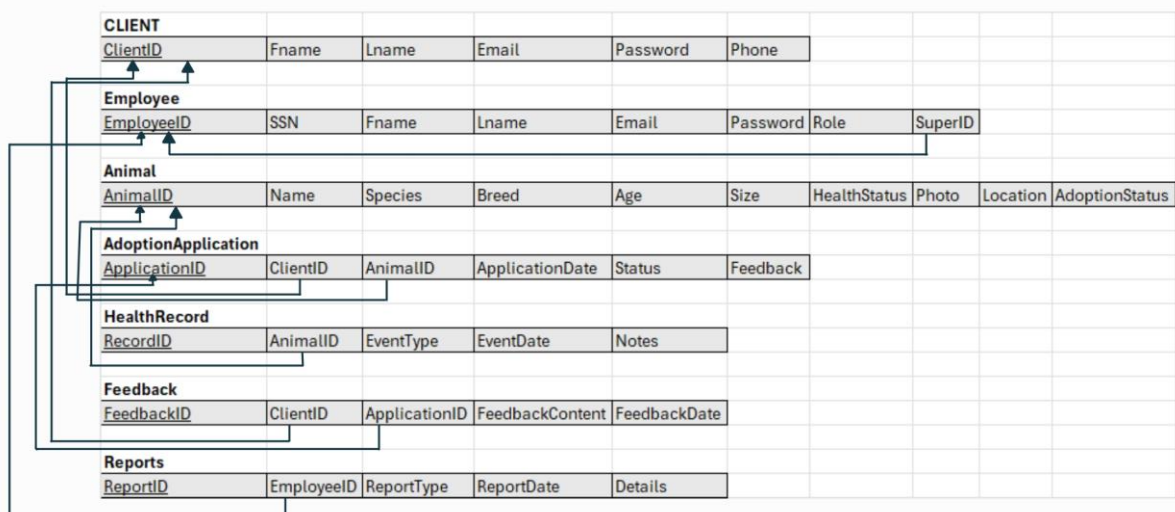 CLIENT
ClientID Fname Lname Email Password Phone
Employee
EmployeeID SSN Fname Lname Email Password Role SuperID
Animal
AnimalID Name Species Breed Age Size HealthStatus Photo Location AdoptionStatus
AdoptionApplication
ApplicationID ClientID AnimalID ApplicationDate Status Feedback
HealthRecord
RecordID AnimalID EventType EventDate Notes
Feedback
FeedbackID ClientID ApplicationID FeedbackContent FeedbackDate
Reports
ReportID EmployeeID ReportType ReportDate Details